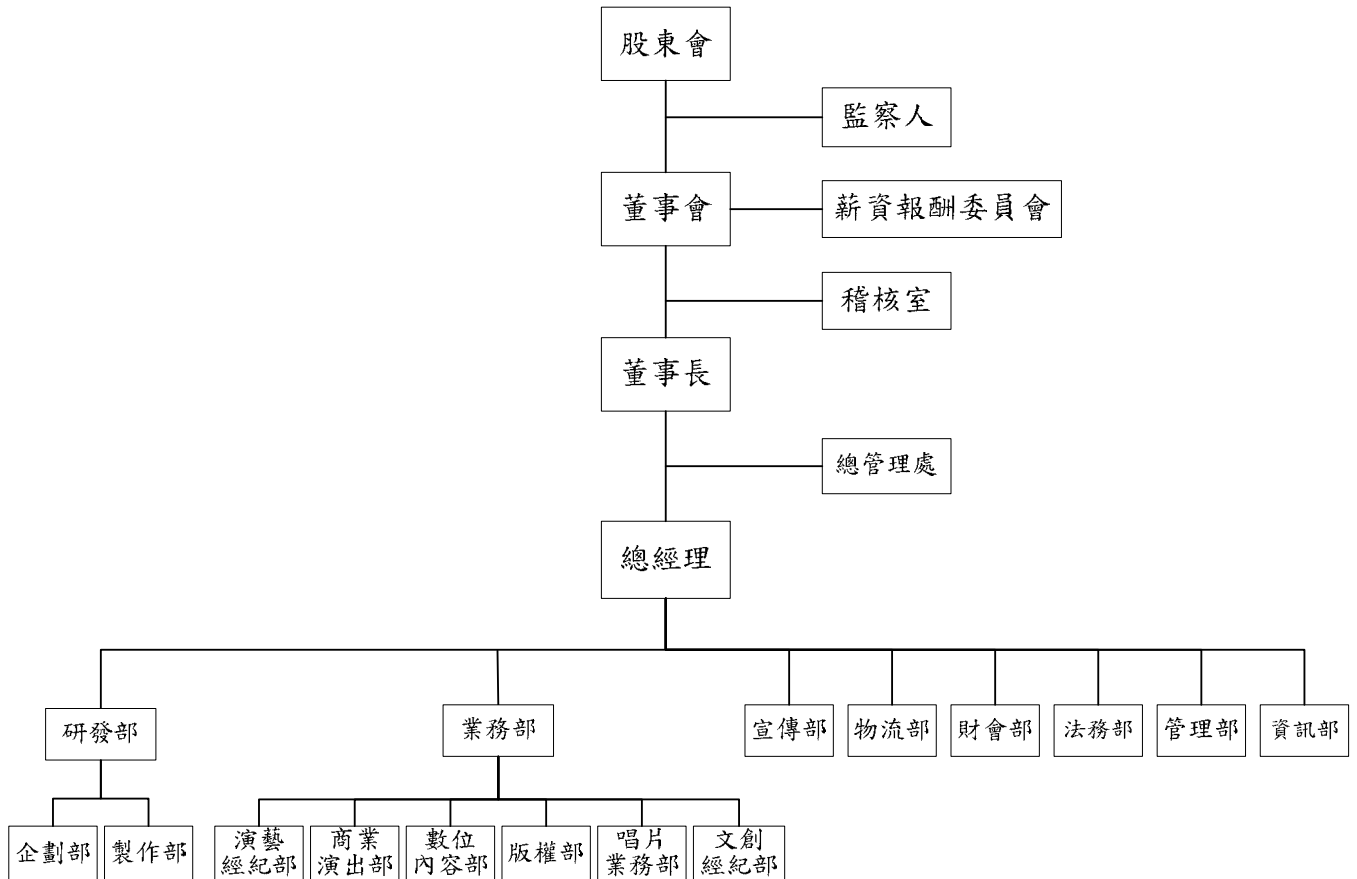 股東會
監察人
董事會
薪資報酬委員會
稽核室
董事長
總管理處
總經理
研發部
業務部
宣傳部
物流部
財會部
法務部
管理部
資訊部
企劃部
製作部
演藝
經紀部
商業
演出部
數位
內容部
版權部
唱片
業務部
文創
經紀部